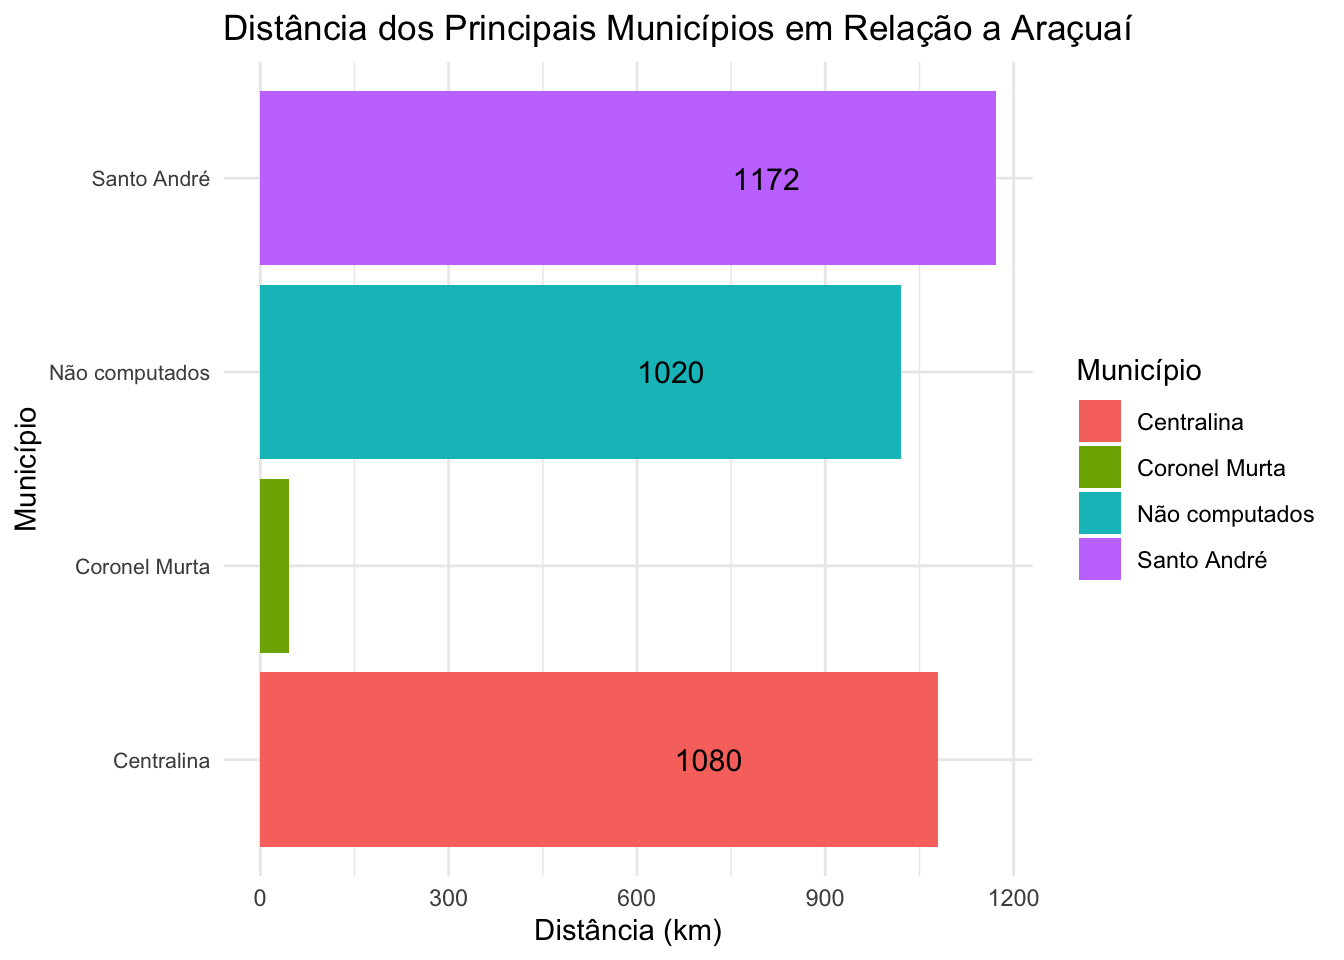 Distância dos Principais Municípios em Relação a Araçuaí
Santo André
1172
Não computados
1020
Coronel Murta
Centralina
1080
Município
0
300
600
900
1200
Distância (km)
Município
Centralina
Coronel Murta
Não computados
Santo André